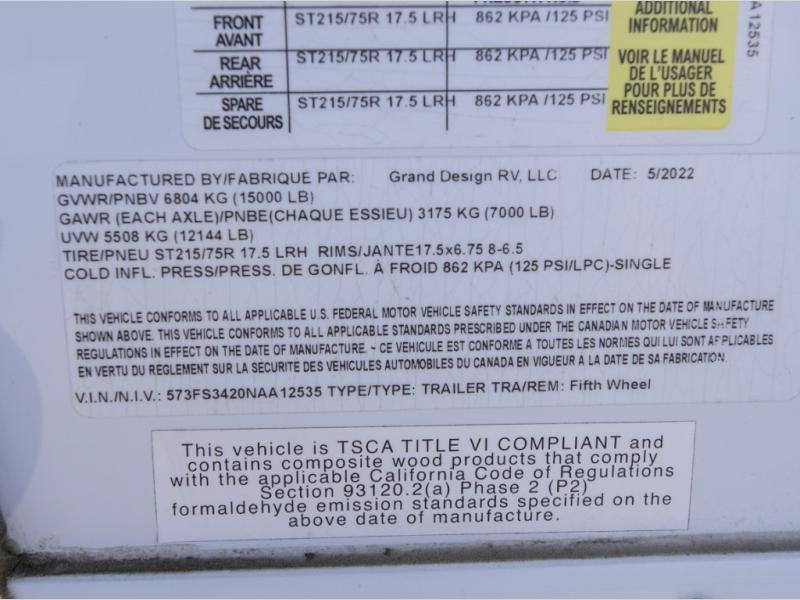 FRONT ST215/75R 17.5 LRH 862 KPA /125 PSI
AVANT
REAR ST215/75R 17.5 LRH 862 KPA /125 PSI
ARRIÈRE
SPARE ST215/75R 17.5 LRH 862 KPA /125 PSI
DE SECOURS
ADDITIONAL
INFORMATION
VOIR LE MANUEL
DE L'USAGER
POUR PLUS DE
RENSEIGNEMENTS
A12535
MANUFACTURED BY/FABRIQUE PAR: Grand Design RV, LLC DATE: 5/2022
GVWR/PNBV 6804 KG (15000 LB)
GAWR (EACH AXLE)/PNBE(CHAQUE ESSIEU) 3175 KG (7000 LB)
UVW 5508 KG (12144 LB)
TIRE/PNEU ST215/75R 17.5 LRH RIMS/JANTE17.5x6.75 8-6.5
COLD INFL. PRESS/PRESS. DE GONFL. À FROID 862 KPA (125 PSI/LPC)-SINGLE
THIS VEHICLE CONFORMS TO ALL APPLICABLE U.S. FEDERAL MOTOR VEHICLE SAFETY STANDARDS IN EFFECT ON THE DATE OF MANUFACTURE
SHOWN ABOVE. THIS VEHICLE CONFORMS TO ALL APPLICABLE STANDARDS PRESCRIBED UNDER THE CANADIAN MOTOR VEHICLE SAFETY
REGULATIONS IN EFFECT ON THE DATE OF MANUFACTURE. - CE VEHICULE EST CONFORME A TOUTES LES NORMES QUI LUI SONT APPLICABLES
EN VERTU DU REGLEMENT SUR LA SECURITE DES VEHICULES AUTOMOBILES DU CANADA EN VIGUEUR À LA DATE DE SA FABRICATION.
V.I.N./N.I.V.: 573FS3420NAA12535 TYPE/TYPE: TRAILER TRA/REM: Fifth Wheel
This vehicle is TSCA TITLE VI COMPLIANT and
contains composite wood products that comply
with the applicable California Code of Regulations
Section 93120.2(a) Phase 2 (P2)
formaldehyde emission standards specified on the
above date of manufacture.